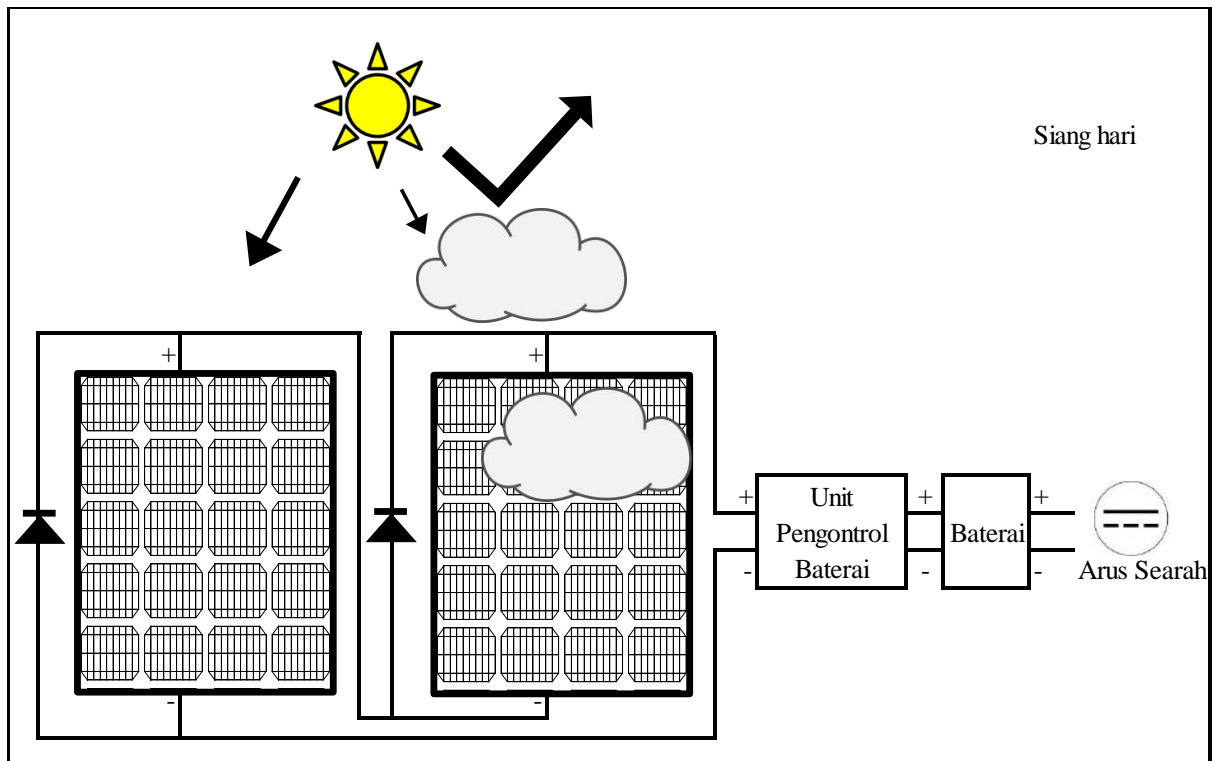 Siang hari
+
+
-
-
+
-
Unit
Pengontrol
Baterai
+
-
Baterai
+
-
Arus Searah